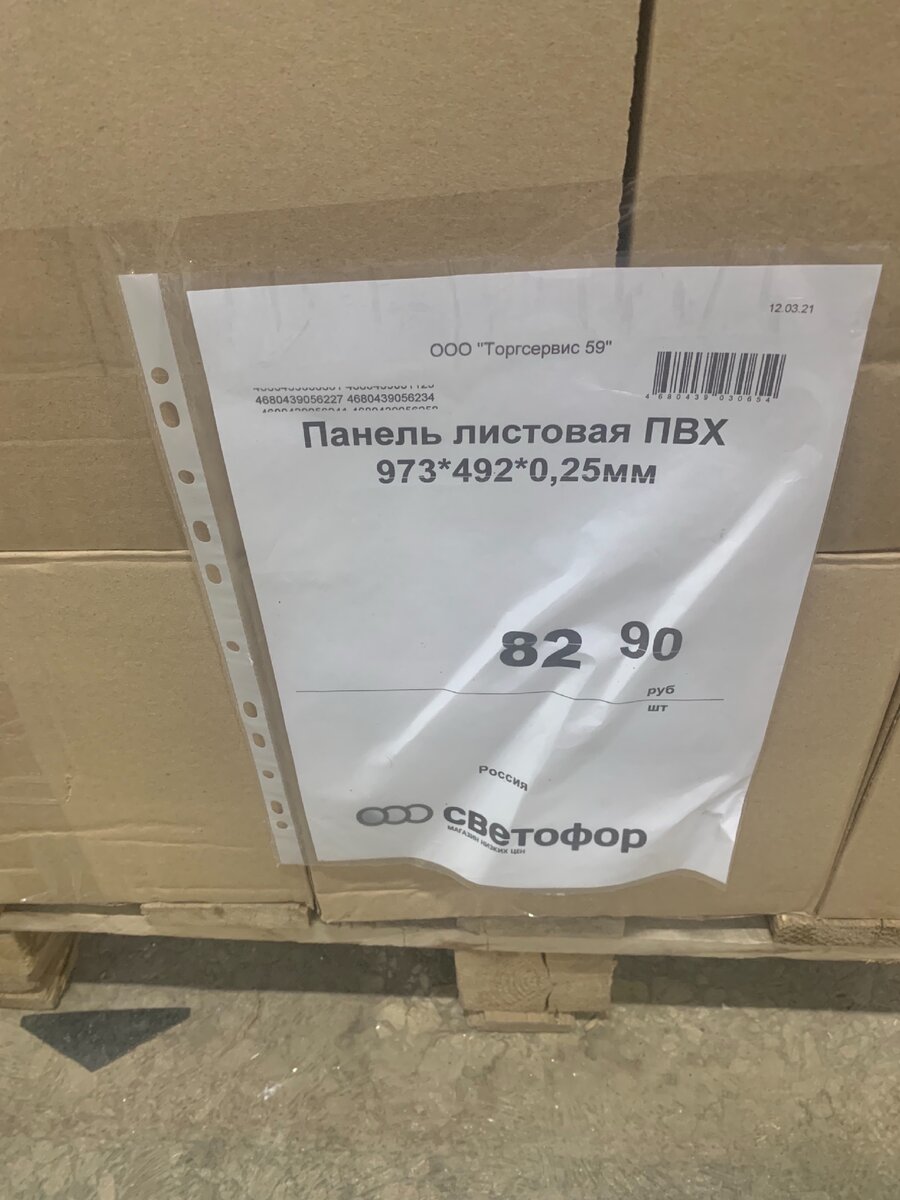 12.03.21
ООО "Торгсервис 59"
4680439030654
4680439056227 4680439056234
Панель листовая ПВХ
973*492*0,25мм
82 90
руб
шт
Россия
светофор
МАГАЗИН НИЗКИХ ЦЕН